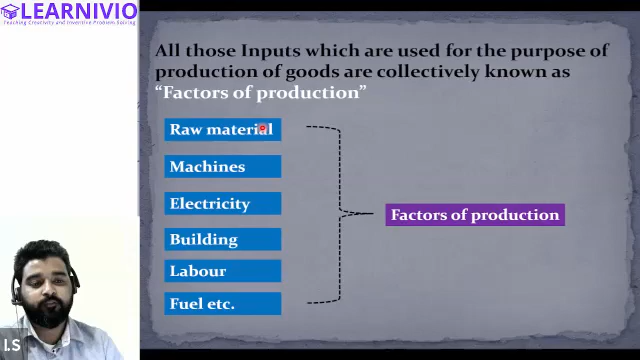 LEARNIVIO
Teaching Creativity and Inventive Problem Solving
All those Inputs which are used for the purpose of
production of goods are collectively known as
“Factors of production”
Raw material
Machines
Electricity
Building
Labour
Fuel etc.
Factors of production
I.S